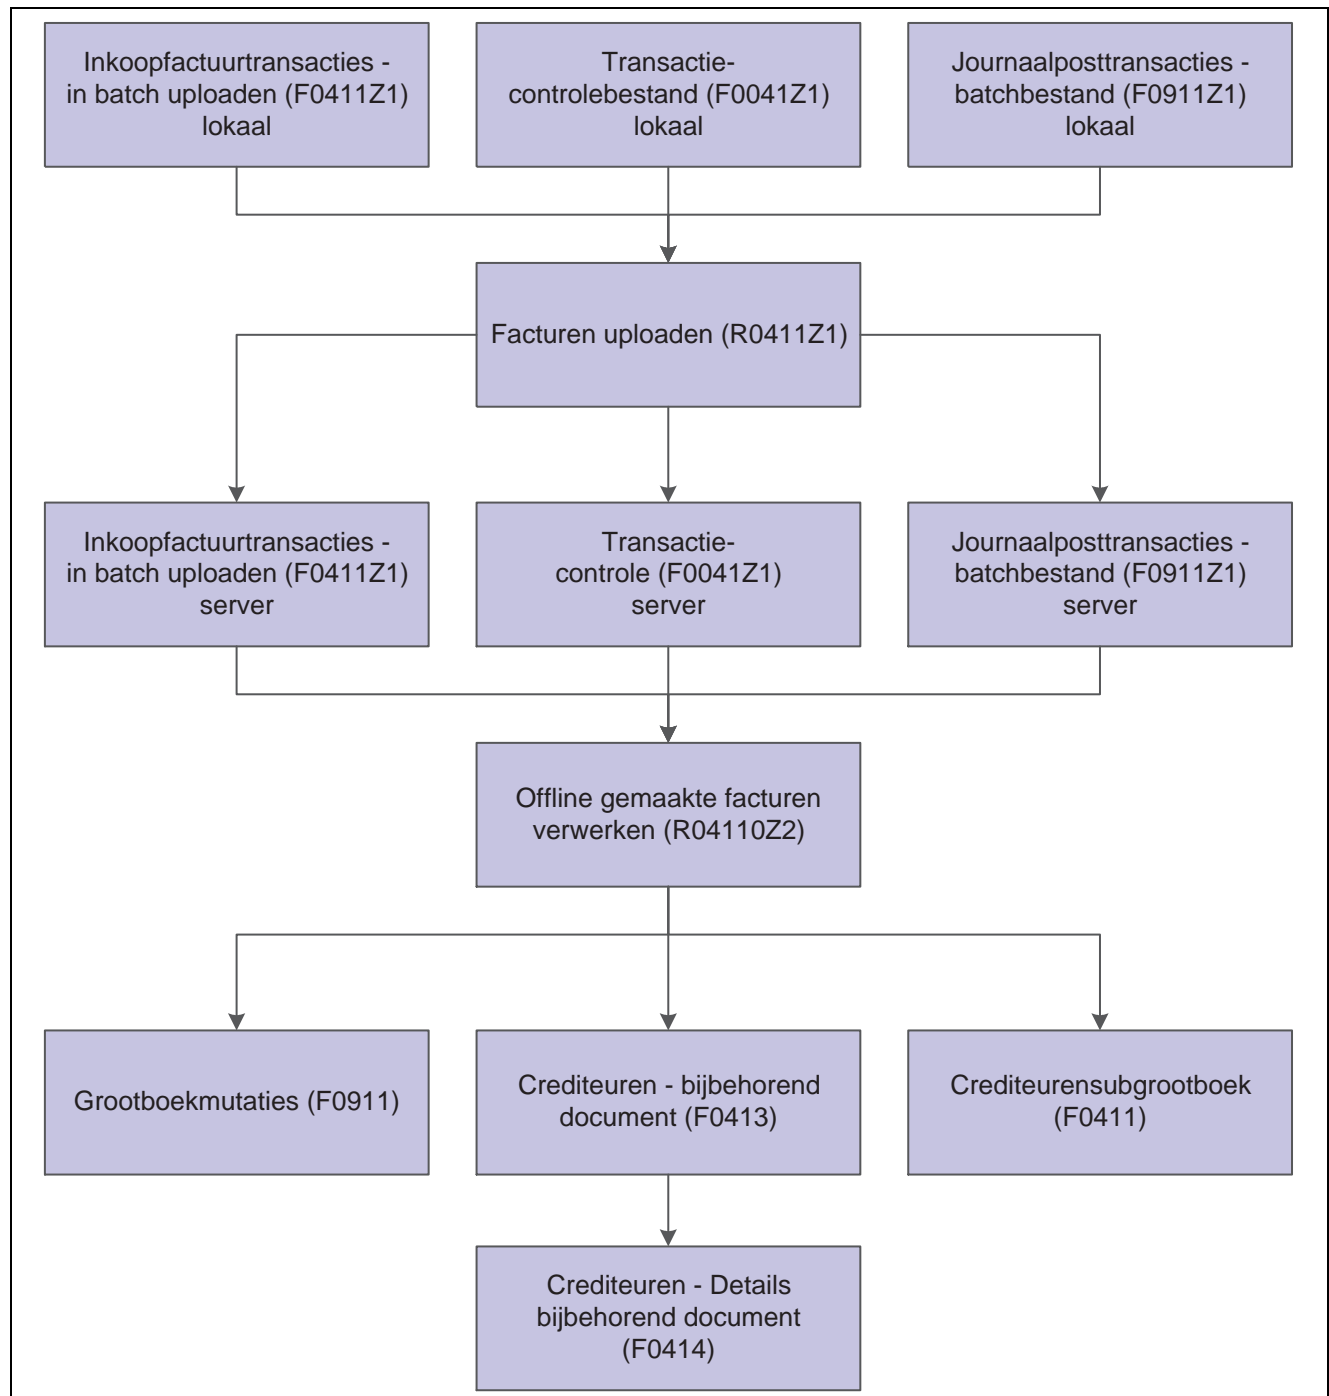 Inkoopfactuurtransacties -
in batch uploaden (F0411Z1)
lokaal
Transactie-
controlebestand (F0041Z1)
lokaal
Journaalposttransacties -
batchbestand (F0911Z1)
lokaal
Facturen uploaden (R0411Z1)
Inkoopfactuurtransacties -
in batch uploaden (F0411Z1)
server
Transactie-
controle (F0041Z1)
server
Journaalposttransacties -
batchbestand (F0911Z1)
server
Offline gemaakte facturen
verwerken (R04110Z2)
Grootboekmutaties (F0911)
Crediteuren - bijbehorend
document (F0413)
Crediteurensubgrootboek
(F0411)
Crediteuren - Details
bijbehorend document
(F0414)